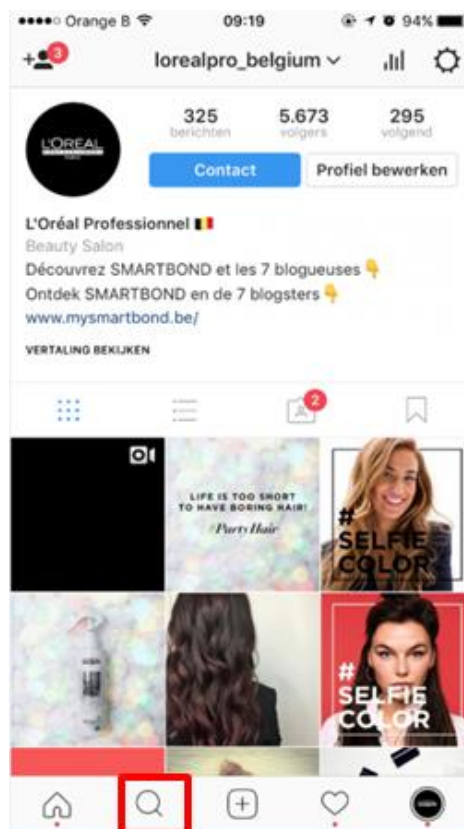 Orange B 09:19 94%
3
lorealpro_belgium
325 5.673 295
berichten volgers volgend
Contact Profiel bewerken
L'ORÉAL
PARIS
L'Oréal Professionnel 🇧🇪
Beauty Salon
Découvrez SMARTBOND et les 7 blogueuses👇
Ontdek SMARTBOND en de 7 blogsters👇
www.mysmartbond.be/
VERTALING BEKIJKEN
2
LIFE IS TOO SHORT
TO HAVE BORING HAIR!
#PartyHair
#
SELFIE
COLOR
#
SELFIE
COLOR